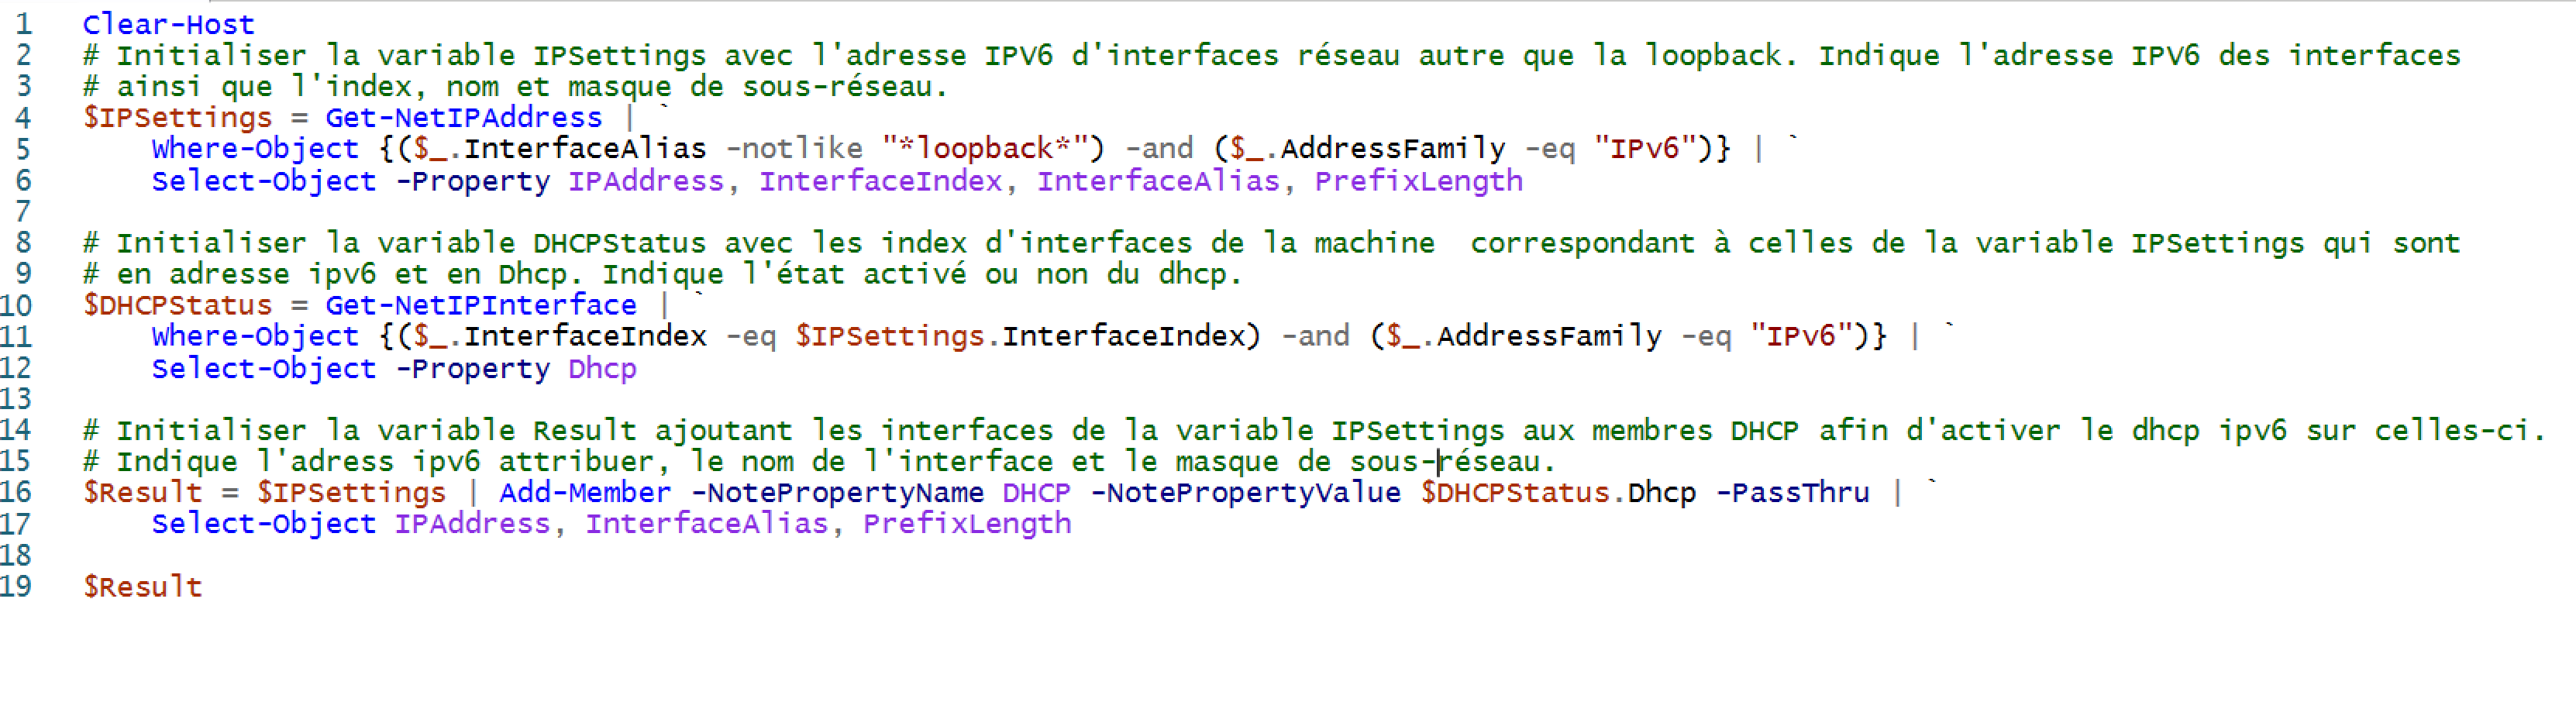 1 Clear-Host
2 # Initialiser la variable IPSettings avec l'adresse IPV6 d'interfaces réseau autre que la loopback. Indique l'adresse IPV6 des interfaces
3 # ainsi que l'index, nom et masque de sous-réseau.
4 $IPSettings = Get-NetIPAddress | `
5     Where-Object {($_.InterfaceAlias -notlike "*loopback*") -and ($_.AddressFamily -eq "IPv6")} | `
6     Select-Object -Property IPAddress, InterfaceIndex, InterfaceAlias, PrefixLength
7
8 # Initialiser la variable DHCPStatus avec les index d'interfaces de la machine  correspondant à celles de la variable IPSettings qui sont
9 # en adresse ipv6 et en Dhcp. Indique l'état activé ou non du dhcp.
10 $DHCPStatus = Get-NetIPInterface | `
11     Where-Object {($_.InterfaceIndex -eq $IPSettings.InterfaceIndex) -and ($_.AddressFamily -eq "IPv6")} | `
12     Select-Object -Property Dhcp
13
14 # Initialiser la variable Result ajoutant les interfaces de la variable IPSettings aux membres DHCP afin d'activer le dhcp ipv6 sur celles-ci.
15 # Indique l'adress ipv6 attribuer, le nom de l'interface et le masque de sous-réseau.
16 $Result = $IPSettings | Add-Member -NotePropertyName DHCP -NotePropertyValue $DHCPStatus.Dhcp -PassThru | `
17     Select-Object IPAddress, InterfaceAlias, PrefixLength
18
19 $Result